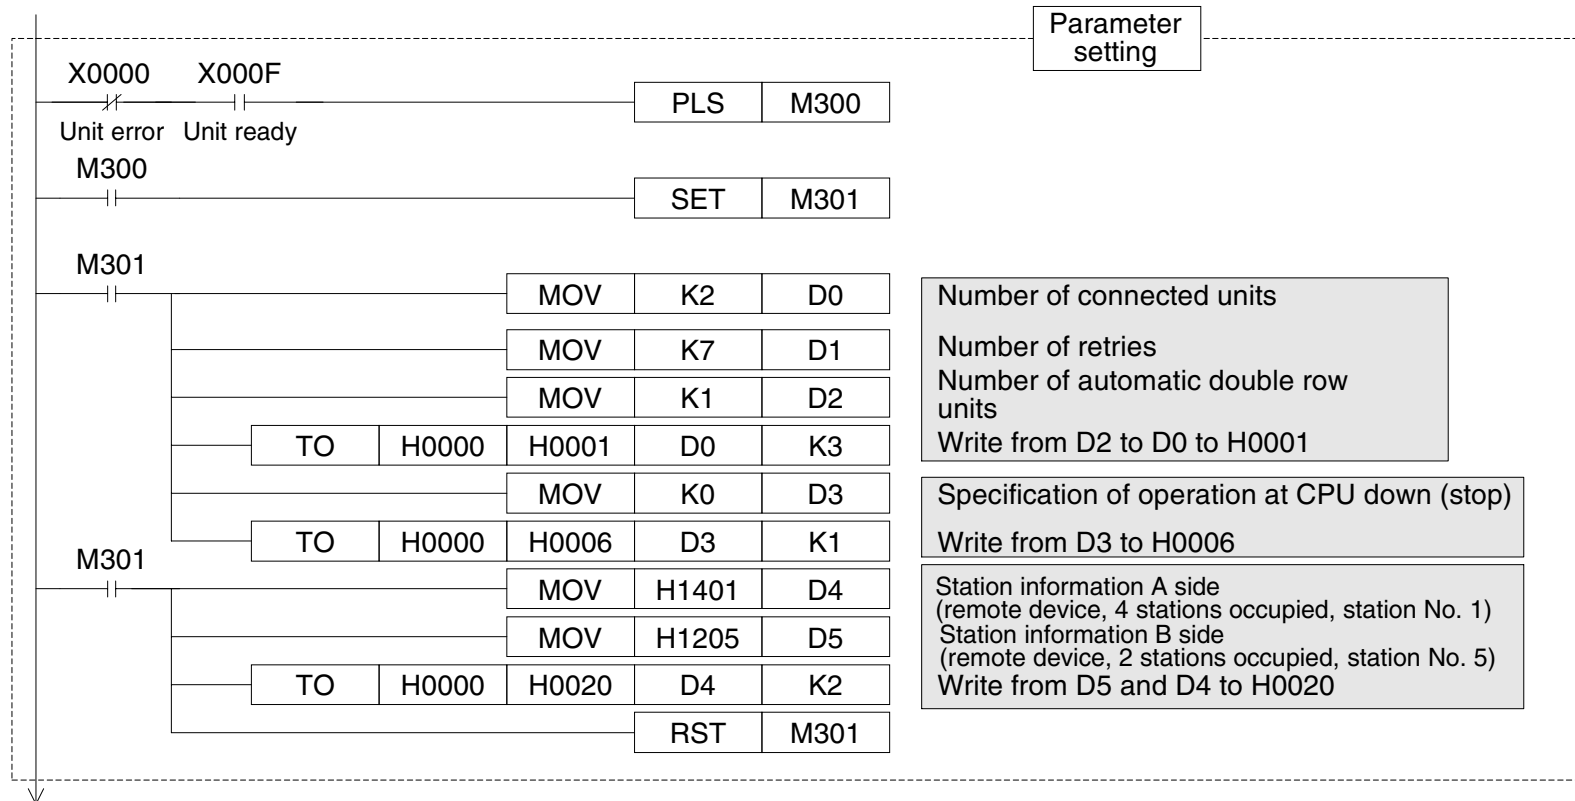 Parameter
setting
X0000 X000F
PLS M300
Unit error Unit ready
M300
SET M301
M301
MOV K2 D0 Number of connected units
MOV K7 D1 Number of retries
MOV K1 D2 Number of automatic double row
units
TO H0000 H0001 D0 K3 Write from D2 to D0 to H0001
MOV K0 D3 Specification of operation at CPU down (stop)
TO H0000 H0006 D3 K1 Write from D3 to H0006
M301
MOV H1401 D4 Station information A side
(remote device, 4 stations occupied, station No. 1)
MOV H1205 D5 Station information B side
(remote device, 2 stations occupied, station No. 5)
TO H0000 H0020 D4 K2 Write from D5 and D4 to H0020
RST M301